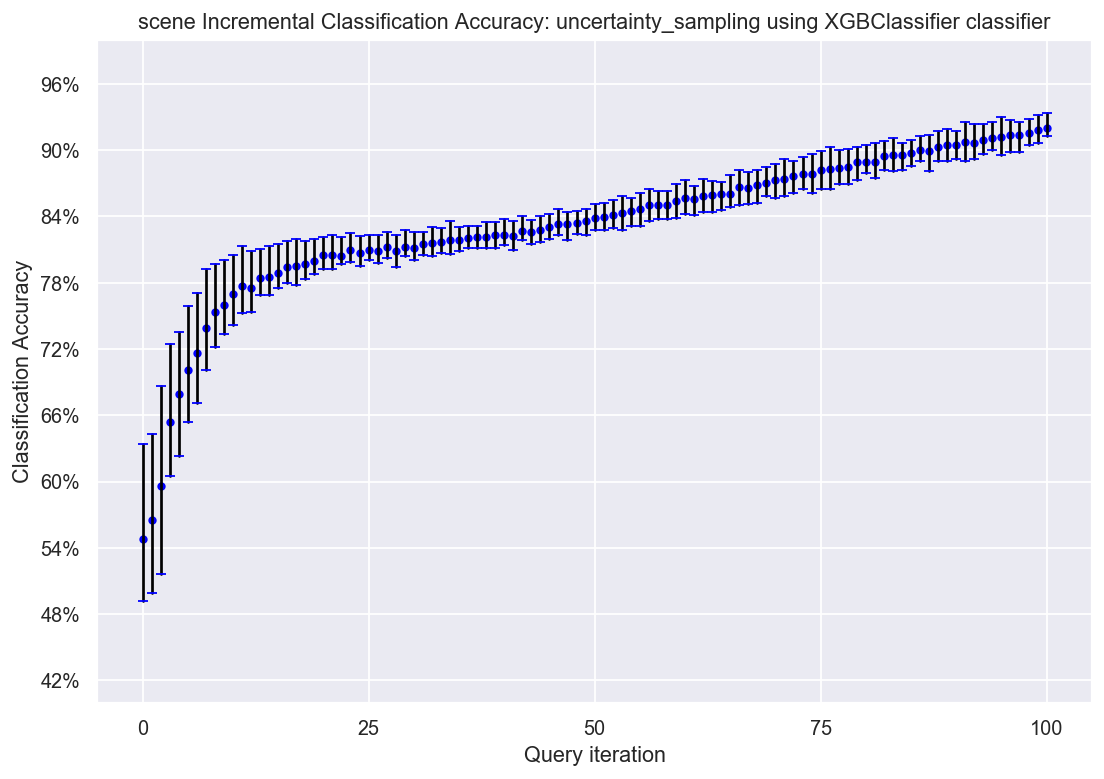 scene Incremental Classification Accuracy: uncertainty_sampling using XGBClassifier classifier
96%
90%
84%
78%
72%
66%
60%
54%
48%
42%
Classification Accuracy
0 25 50 75 100
Query iteration